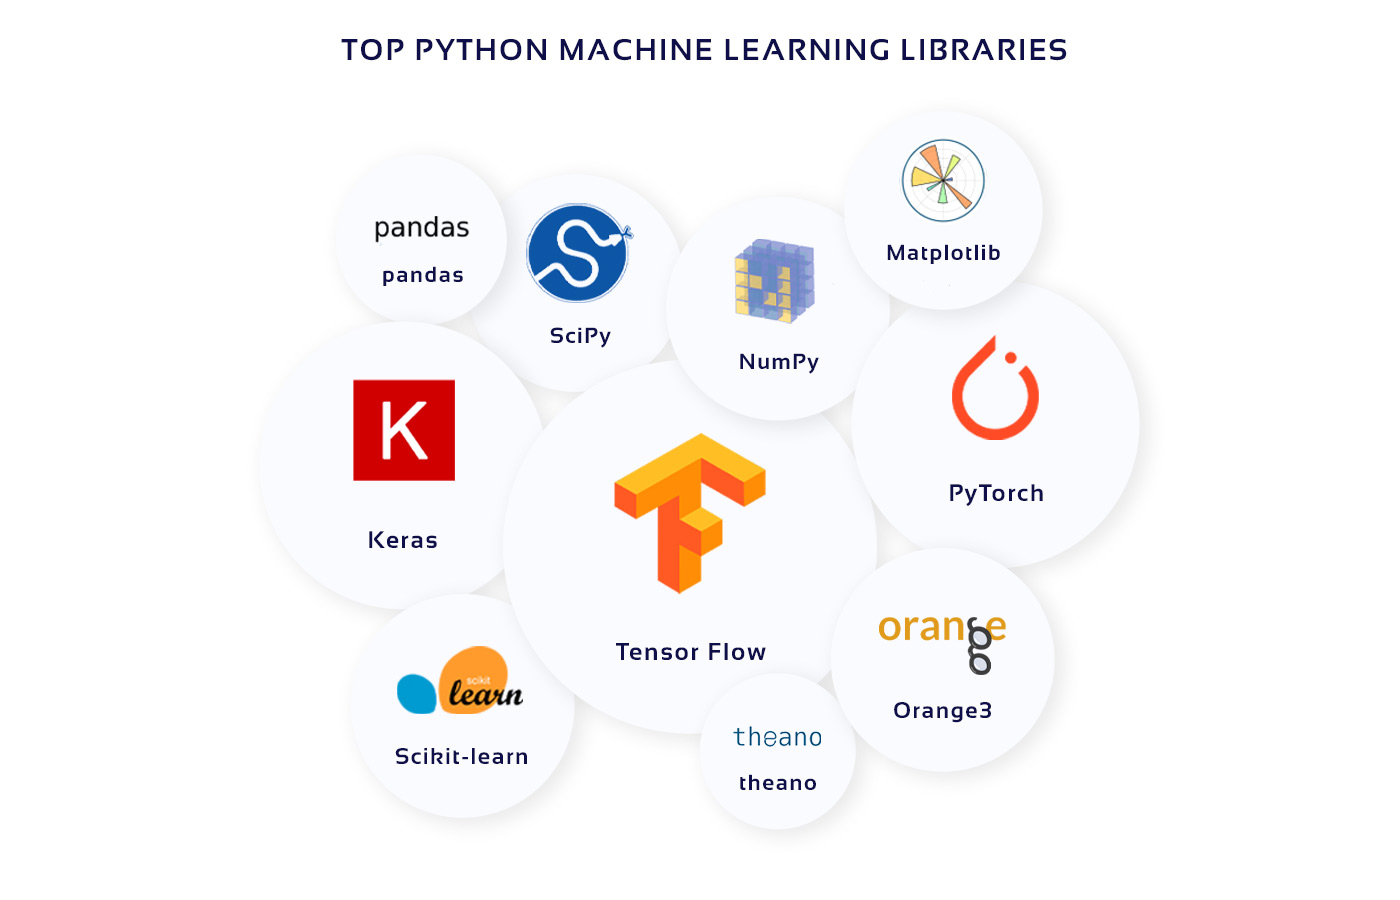 TOP PYTHON MACHINE LEARNING LIBRARIES
pandas
pandas
SciPy
NumPy
Matplotlib
K
Keras
Tensor Flow
PyTorch
scikit
learn
Scikit-learn
theano
theano
orange
Orange3